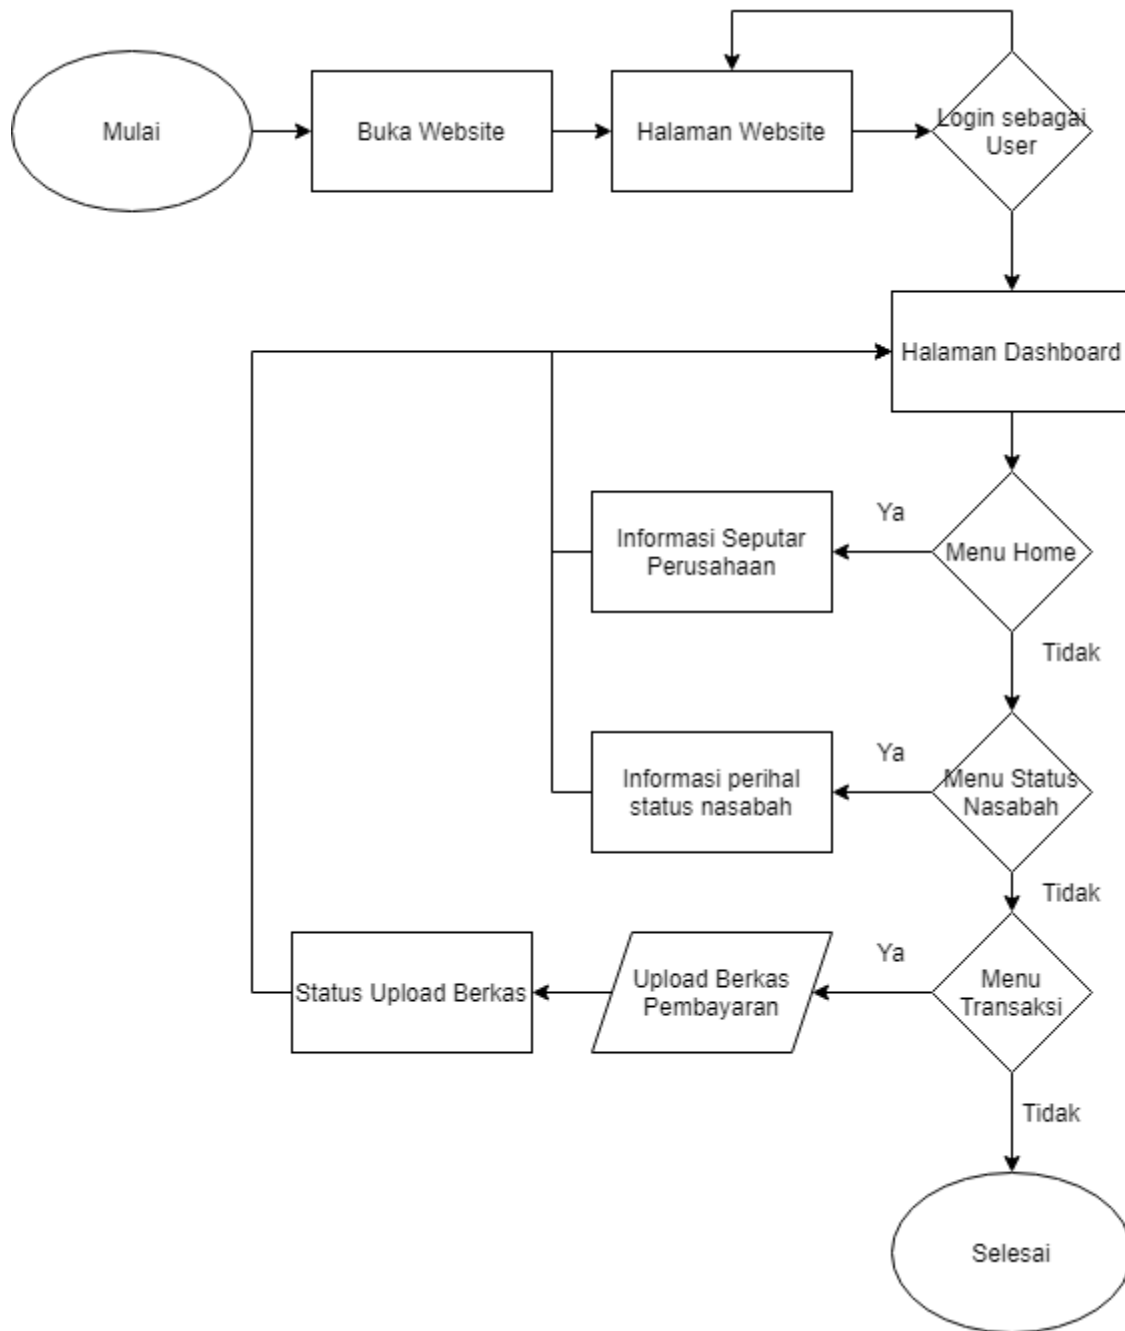 Mulai
Buka Website
Halaman Website
Login sebagai
User
Halaman Dashboard
Menu Home
Ya
Informasi Seputar
Perusahaan
Tidak
Menu Status
Nasabah
Ya
Informasi perihal
status nasabah
Tidak
Menu
Transaksi
Ya
Upload Berkas
Pembayaran
Status Upload Berkas
Tidak
Selesai